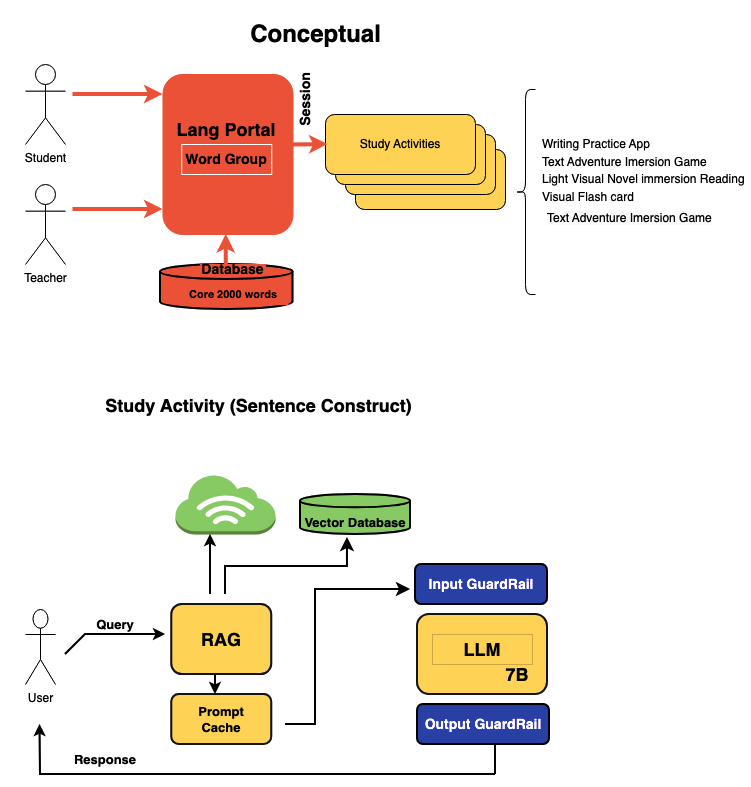 Conceptual
Student
Teacher
Lang Portal
Word Group
Session
Database
Core 2000 words
Study Activities
Writing Practice App
Text Adventure Imersion Game
Light Visual Novel immersion Reading
Visual Flash card
Text Adventure Imersion Game
Study Activity (Sentence Construct)
Vector Database
Input GuardRail
Query
RAG
LLM
7B
User
Prompt
Cache
Output GuardRail
Response